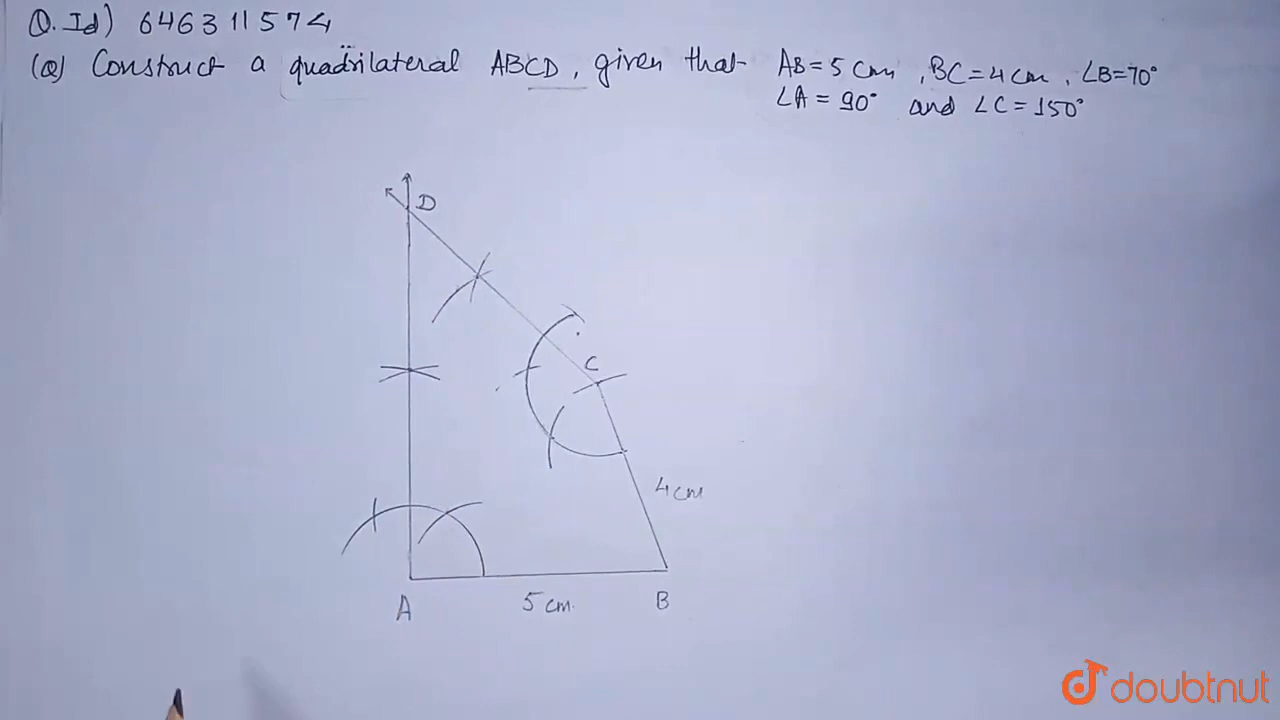 Q. Id) 646311574
(Q) Construct a quadrilateral ABCD, given that AB = 5 cm, BC = 4 cm, ∠B = 70°
∠A = 90° and ∠C = 150°
D
C
4 cm
A
5 cm.
B
doubtnut